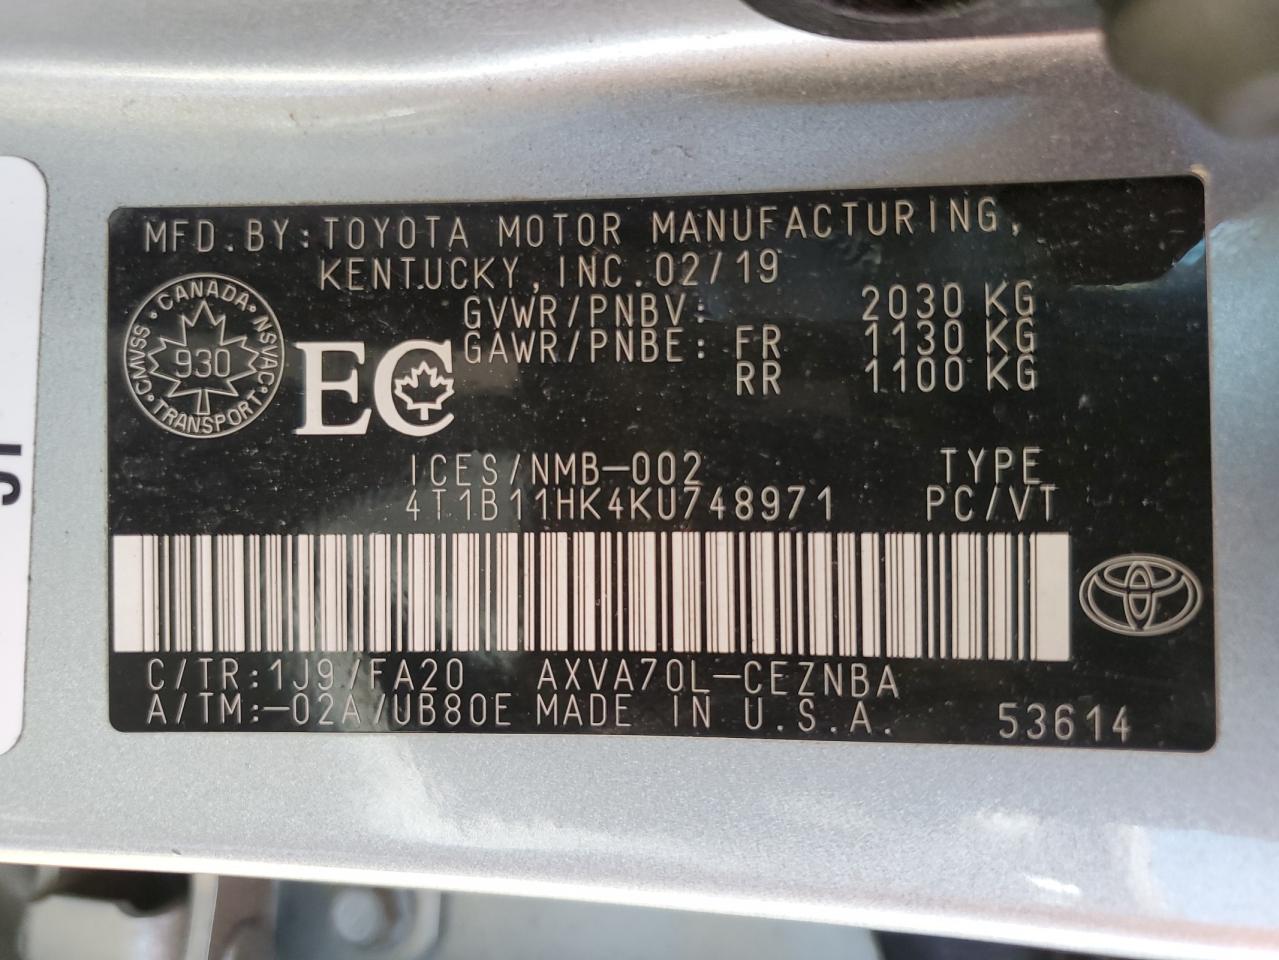 MFD.BY:TOYOTA MOTOR MANUFACTURING,
KENTUCKY,INC.02/19
GVWR/PNBV: 2030 KG
GAWR/PNBE: FR 1130 KG
RR 1100 KG
CANADA
CMVSS NSVAC
930
TRANSPORT
EC
ICES/NMB-002 TYPE
4T1B11HK4KU748971 PC/VT
C/TR:1J9/FA20 AXVA70L-CEZNBA
A/TM:-02A/UB80E MADE IN U.S.A. 53614